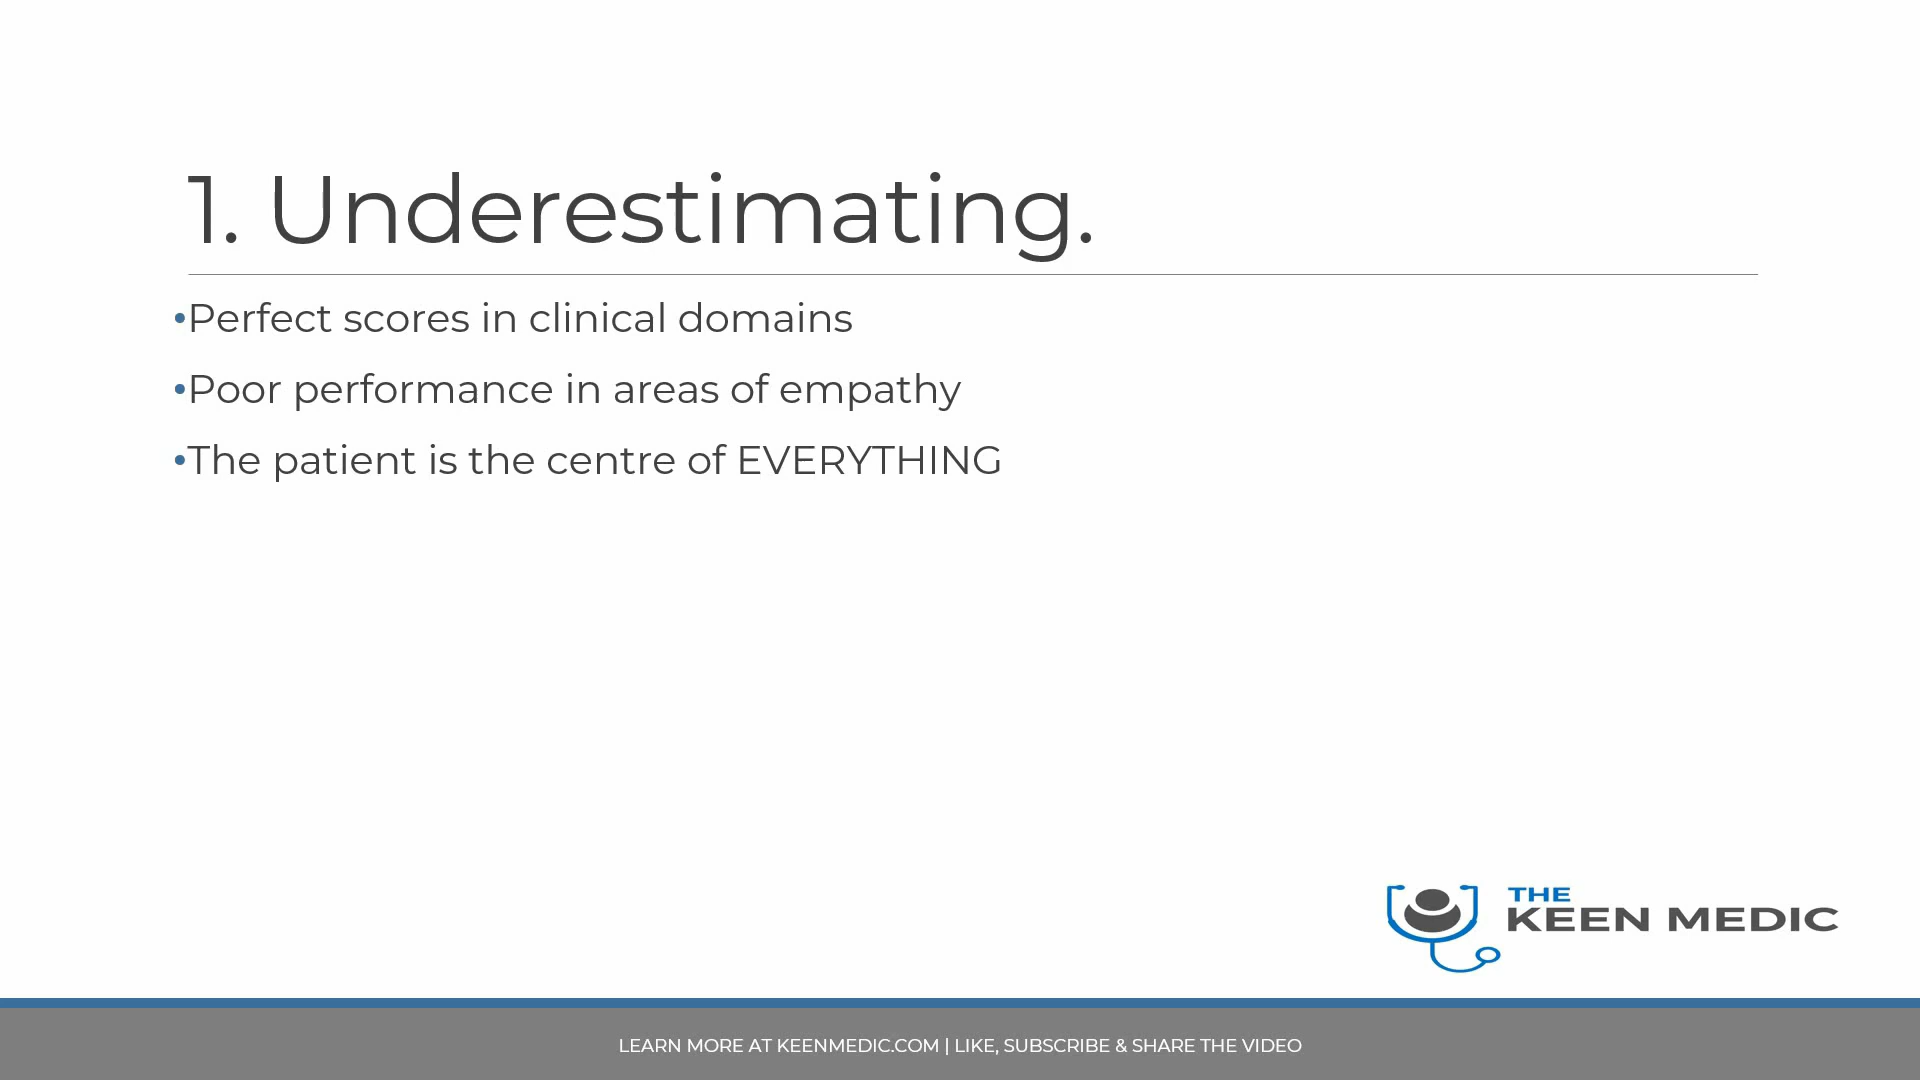 1. Underestimating.
•Perfect scores in clinical domains
•Poor performance in areas of empathy
•The patient is the centre of EVERYTHING
THE
KEEN MEDIC
LEARN MORE AT KEENMEDIC.COM | LIKE, SUBSCRIBE & SHARE THE VIDEO